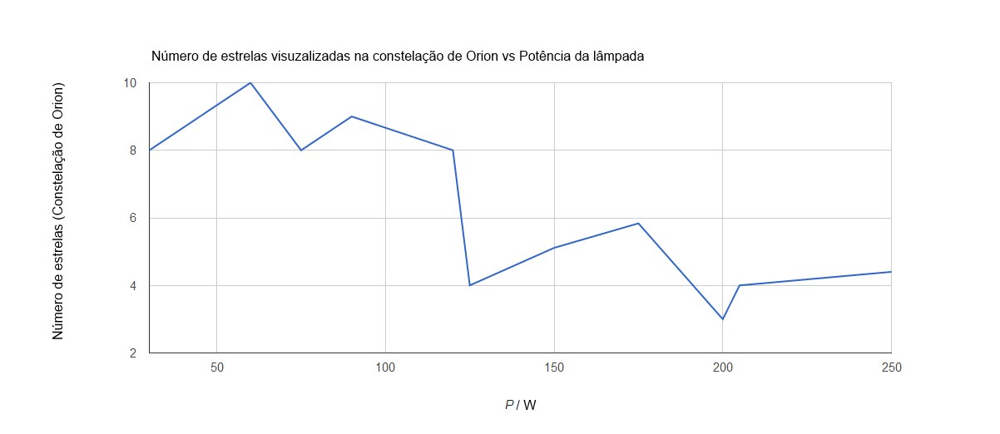 Número de estrelas visuzalizadas na constelação de Orion vs Potência da lâmpada
Número de estrelas (Constelação de Orion)
10
8
6
4
2
50 100 150 200 250
P / W